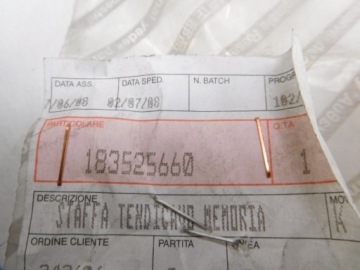 DATA ASS. DATA SPED. N. BATCH
/06/08 02/07/08 102/
PARTICOLARE Q.TA
183525660 1
DESCRIZIONE
STAFFA TENDICAVO MEMORIA
ORDINE CLIENTE PARTITA